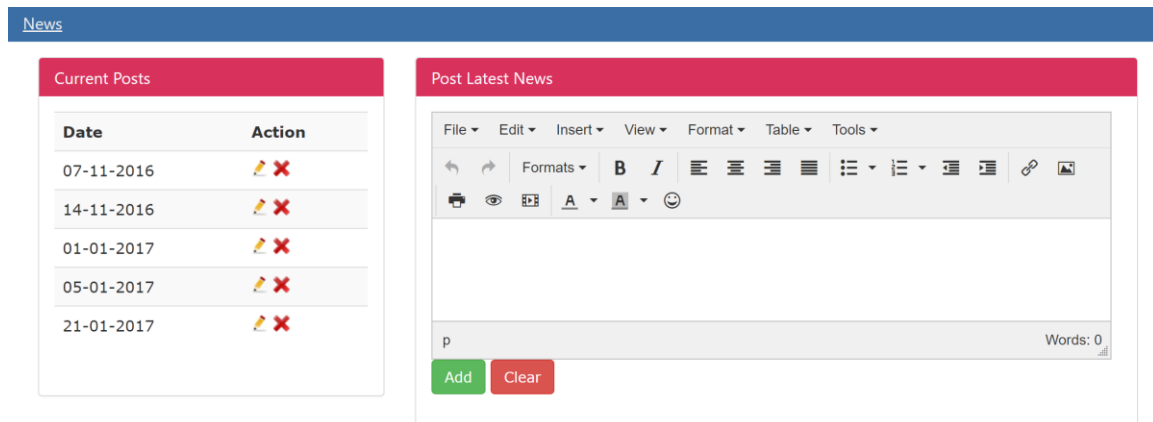 News
Current Posts
Date Action
07-11-2016
14-11-2016
01-01-2017
05-01-2017
21-01-2017
Post Latest News
File Edit Insert View Format Table Tools
Formats B I
A A
p Words: 0
Add Clear